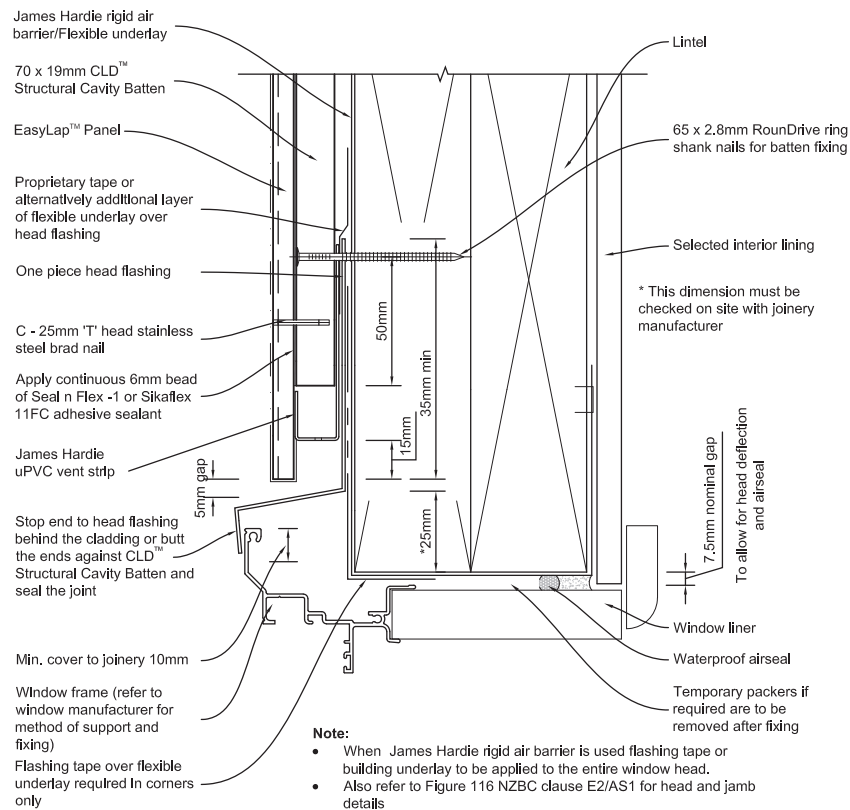 James Hardie rigid air
barrier/Flexible underlay
70 x 19mm CLD™
Structural Cavity Batten
EasyLap™ Panel
Proprietary tape or
alternatively additional layer
of flexible underlay over
head flashing
One piece head flashing
C - 25mm 'T' head stainless
steel brad nail
Apply continuous 6mm bead
of Seal n Flex -1 or Sikaflex
11FC adhesive sealant
James Hardie
uPVC vent strip
5mm gap
Stop end to head flashing
behind the cladding or butt
the ends against CLD™
Structural Cavity Batten and
seal the joint
Min. cover to joinery 10mm
Window frame (refer to
window manufacturer for
method of support and
fixing)
Flashing tape over flexible
underlay required in corners
only
50mm
35mm min
15mm
*25mm
Lintel
65 x 2.8mm RounDrive ring
shank nails for batten fixing
Selected interior lining
* This dimension must be
checked on site with joinery
manufacturer
7.5mm nominal gap
To allow for head deflection
and airseal
Window liner
Waterproof airseal
Temporary packers if
required are to be
removed after fixing
Note:
• When James Hardie rigid air barrier is used flashing tape or
building underlay to be applied to the entire window head.
• Also refer to Figure 116 NZBC clause E2/AS1 for head and jamb
details